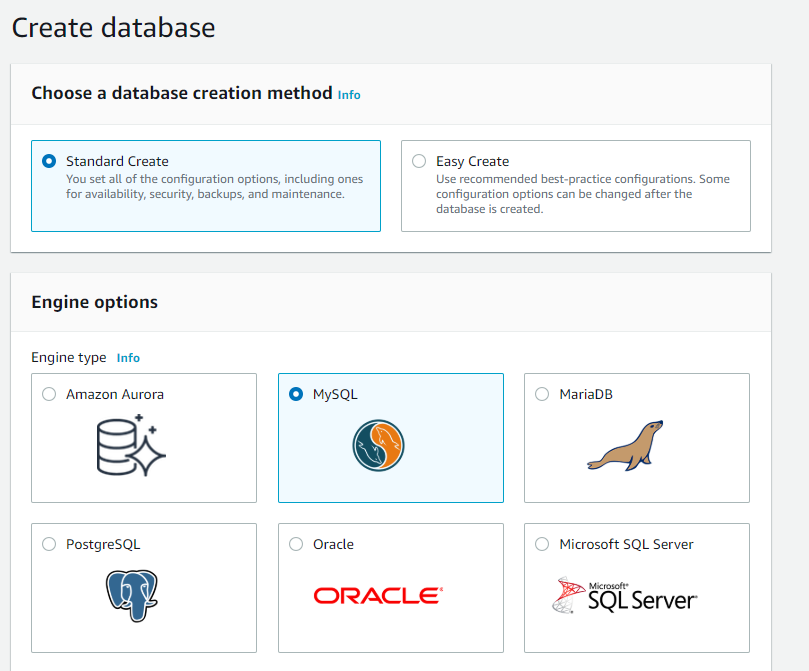 Create database
Choose a database creation method Info
Standard Create
You set all of the configuration options, including ones
for availability, security, backups, and maintenance.
Easy Create
Use recommended best-practice configurations. Some
configuration options can be changed after the
database is created.
Engine options
Engine type Info
Amazon Aurora
MySQL
MariaDB
PostgreSQL
Oracle
ORACLE®
Microsoft SQL Server
Microsoft®
SQL Server